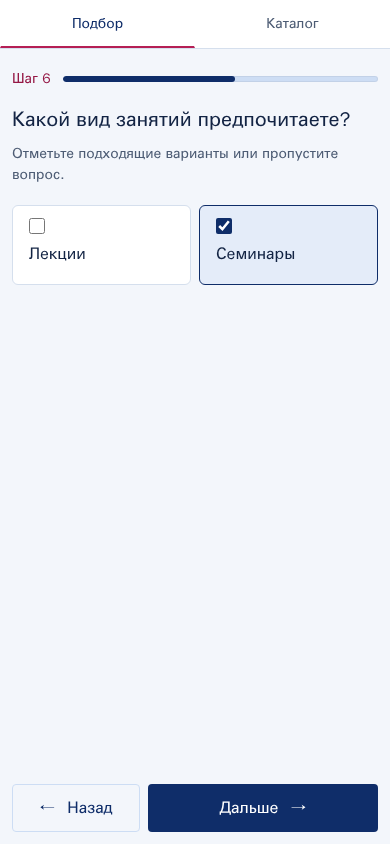 Подбор
Каталог
Шаг 6
Какой вид занятий предпочитаете?
Отметьте подходящие варианты или пропустите
вопрос.
Лекции
Семинары
← Назад
Дальше →